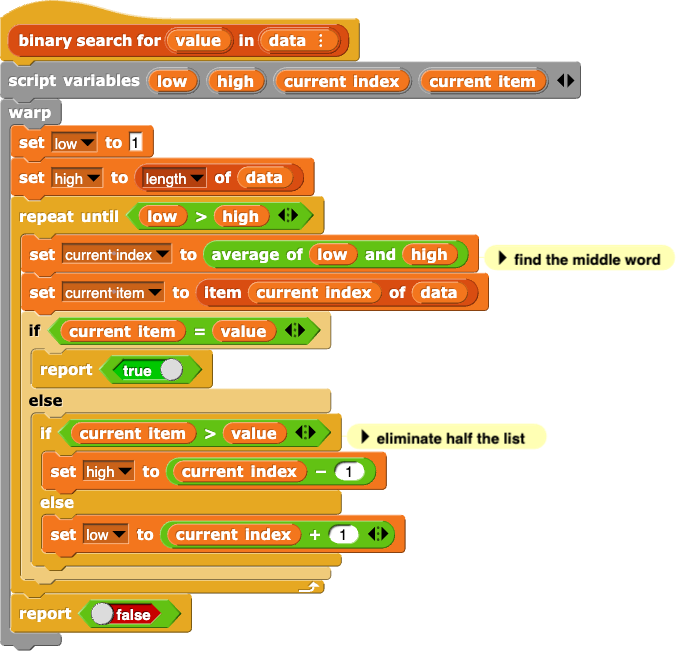 binary search for value in data ⋮
script variables low high current index current item
warp
set low to 1
set high to length of data
repeat until low > high
set current index to average of low and high find the middle word
set current item to item current index of data
if current item = value
report true
else
if current item > value eliminate half the list
set high to current index - 1
else
set low to current index + 1
report false